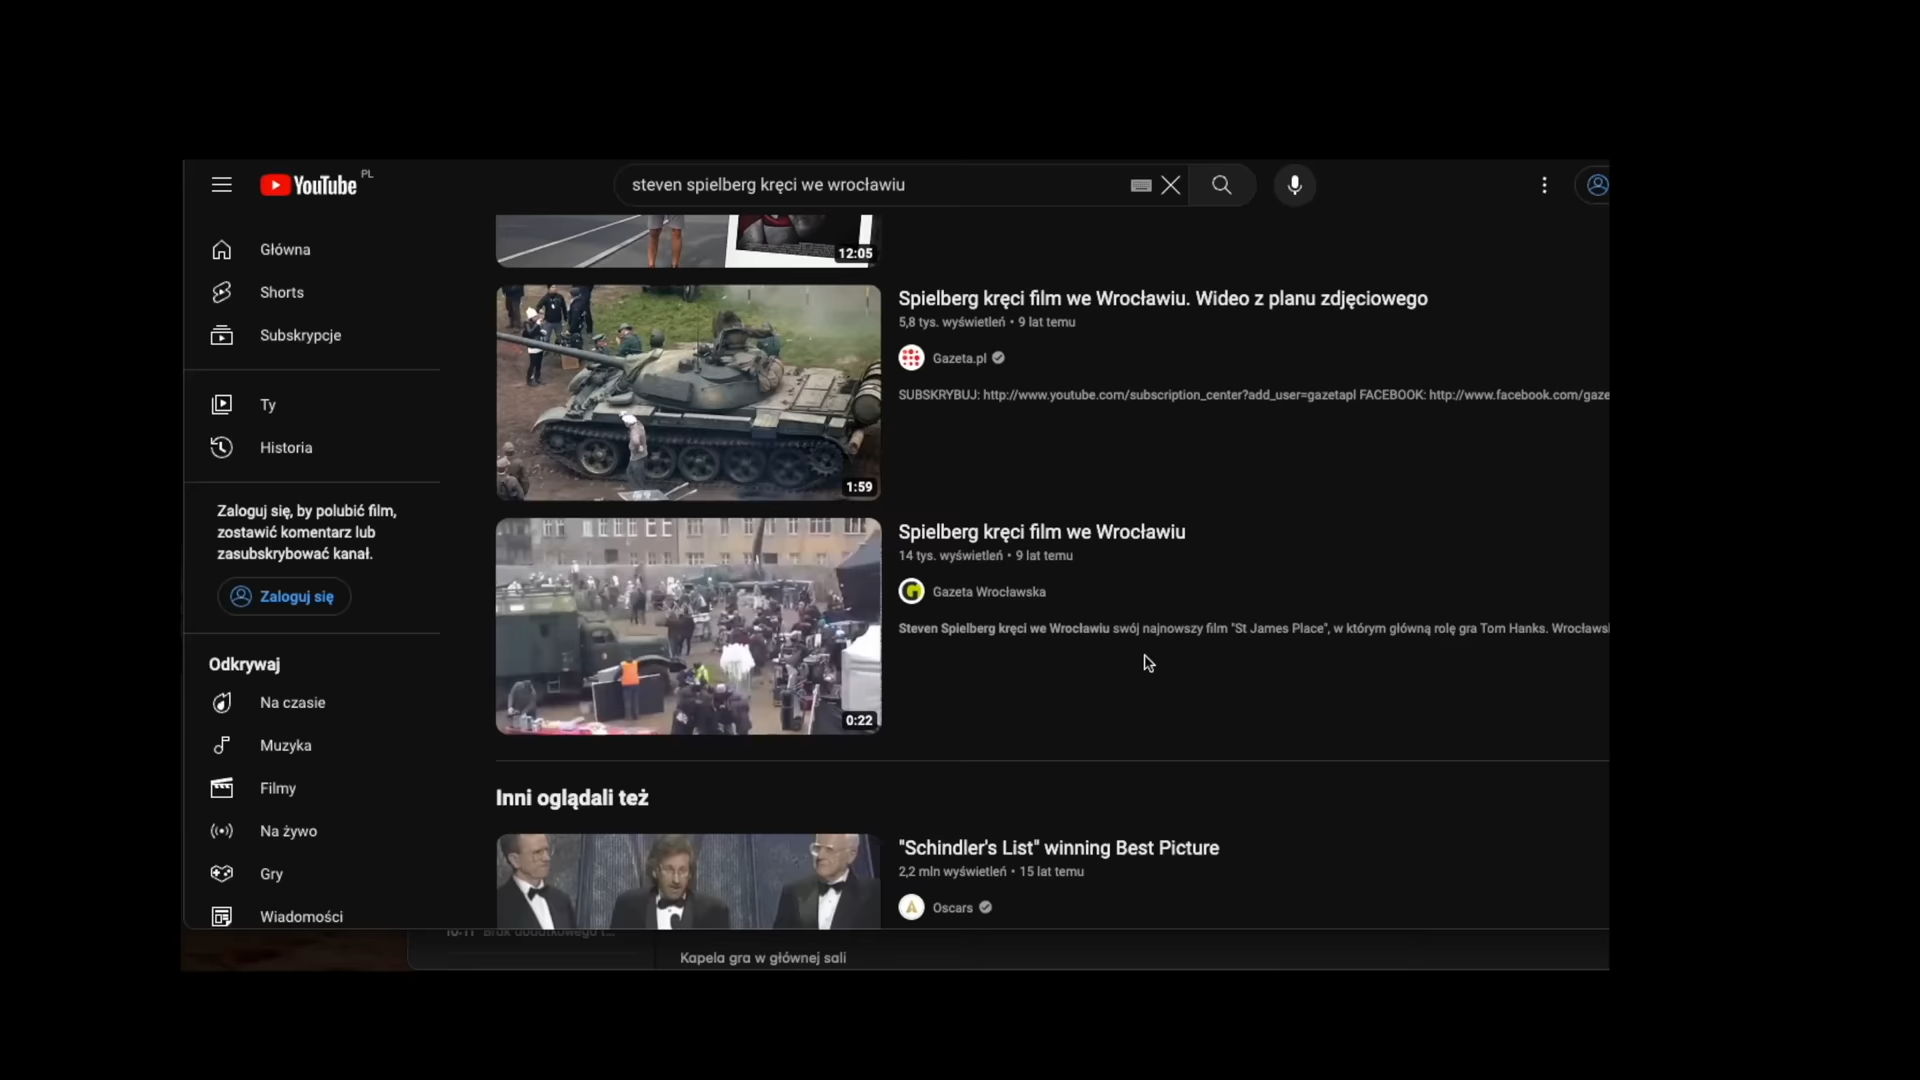 YouTube PL
steven spielberg kręci we wrocławiu
Główna
Shorts
Subskrypcje
Ty
Historia
Zaloguj się, by polubić film,
zostawić komentarz lub
zasubskrybować kanał.
Zaloguj się
Odkrywaj
Na czasie
Muzyka
Filmy
Na żywo
Gry
Wiadomości
12:05
1:59
Spielberg kręci film we Wrocławiu. Wideo z planu zdjęciowego
5,8 tys. wyświetleń • 9 lat temu
Gazeta.pl
SUBSKRYBUJ: http://www.youtube.com/subscription_center?add_user=gazetapl FACEBOOK: http://www.facebook.com/gaze
0:22
Spielberg kręci film we Wrocławiu
14 tys. wyświetleń • 9 lat temu
Gazeta Wrocławska
Steven Spielberg kręci we Wrocławiu swój najnowszy film "St James Place", w którym główną rolę gra Tom Hanks. Wrocławs
Inni oglądali też
"Schindler's List" winning Best Picture
2,2 mln wyświetleń • 15 lat temu
Oscars
Kapela gra w głównej sali